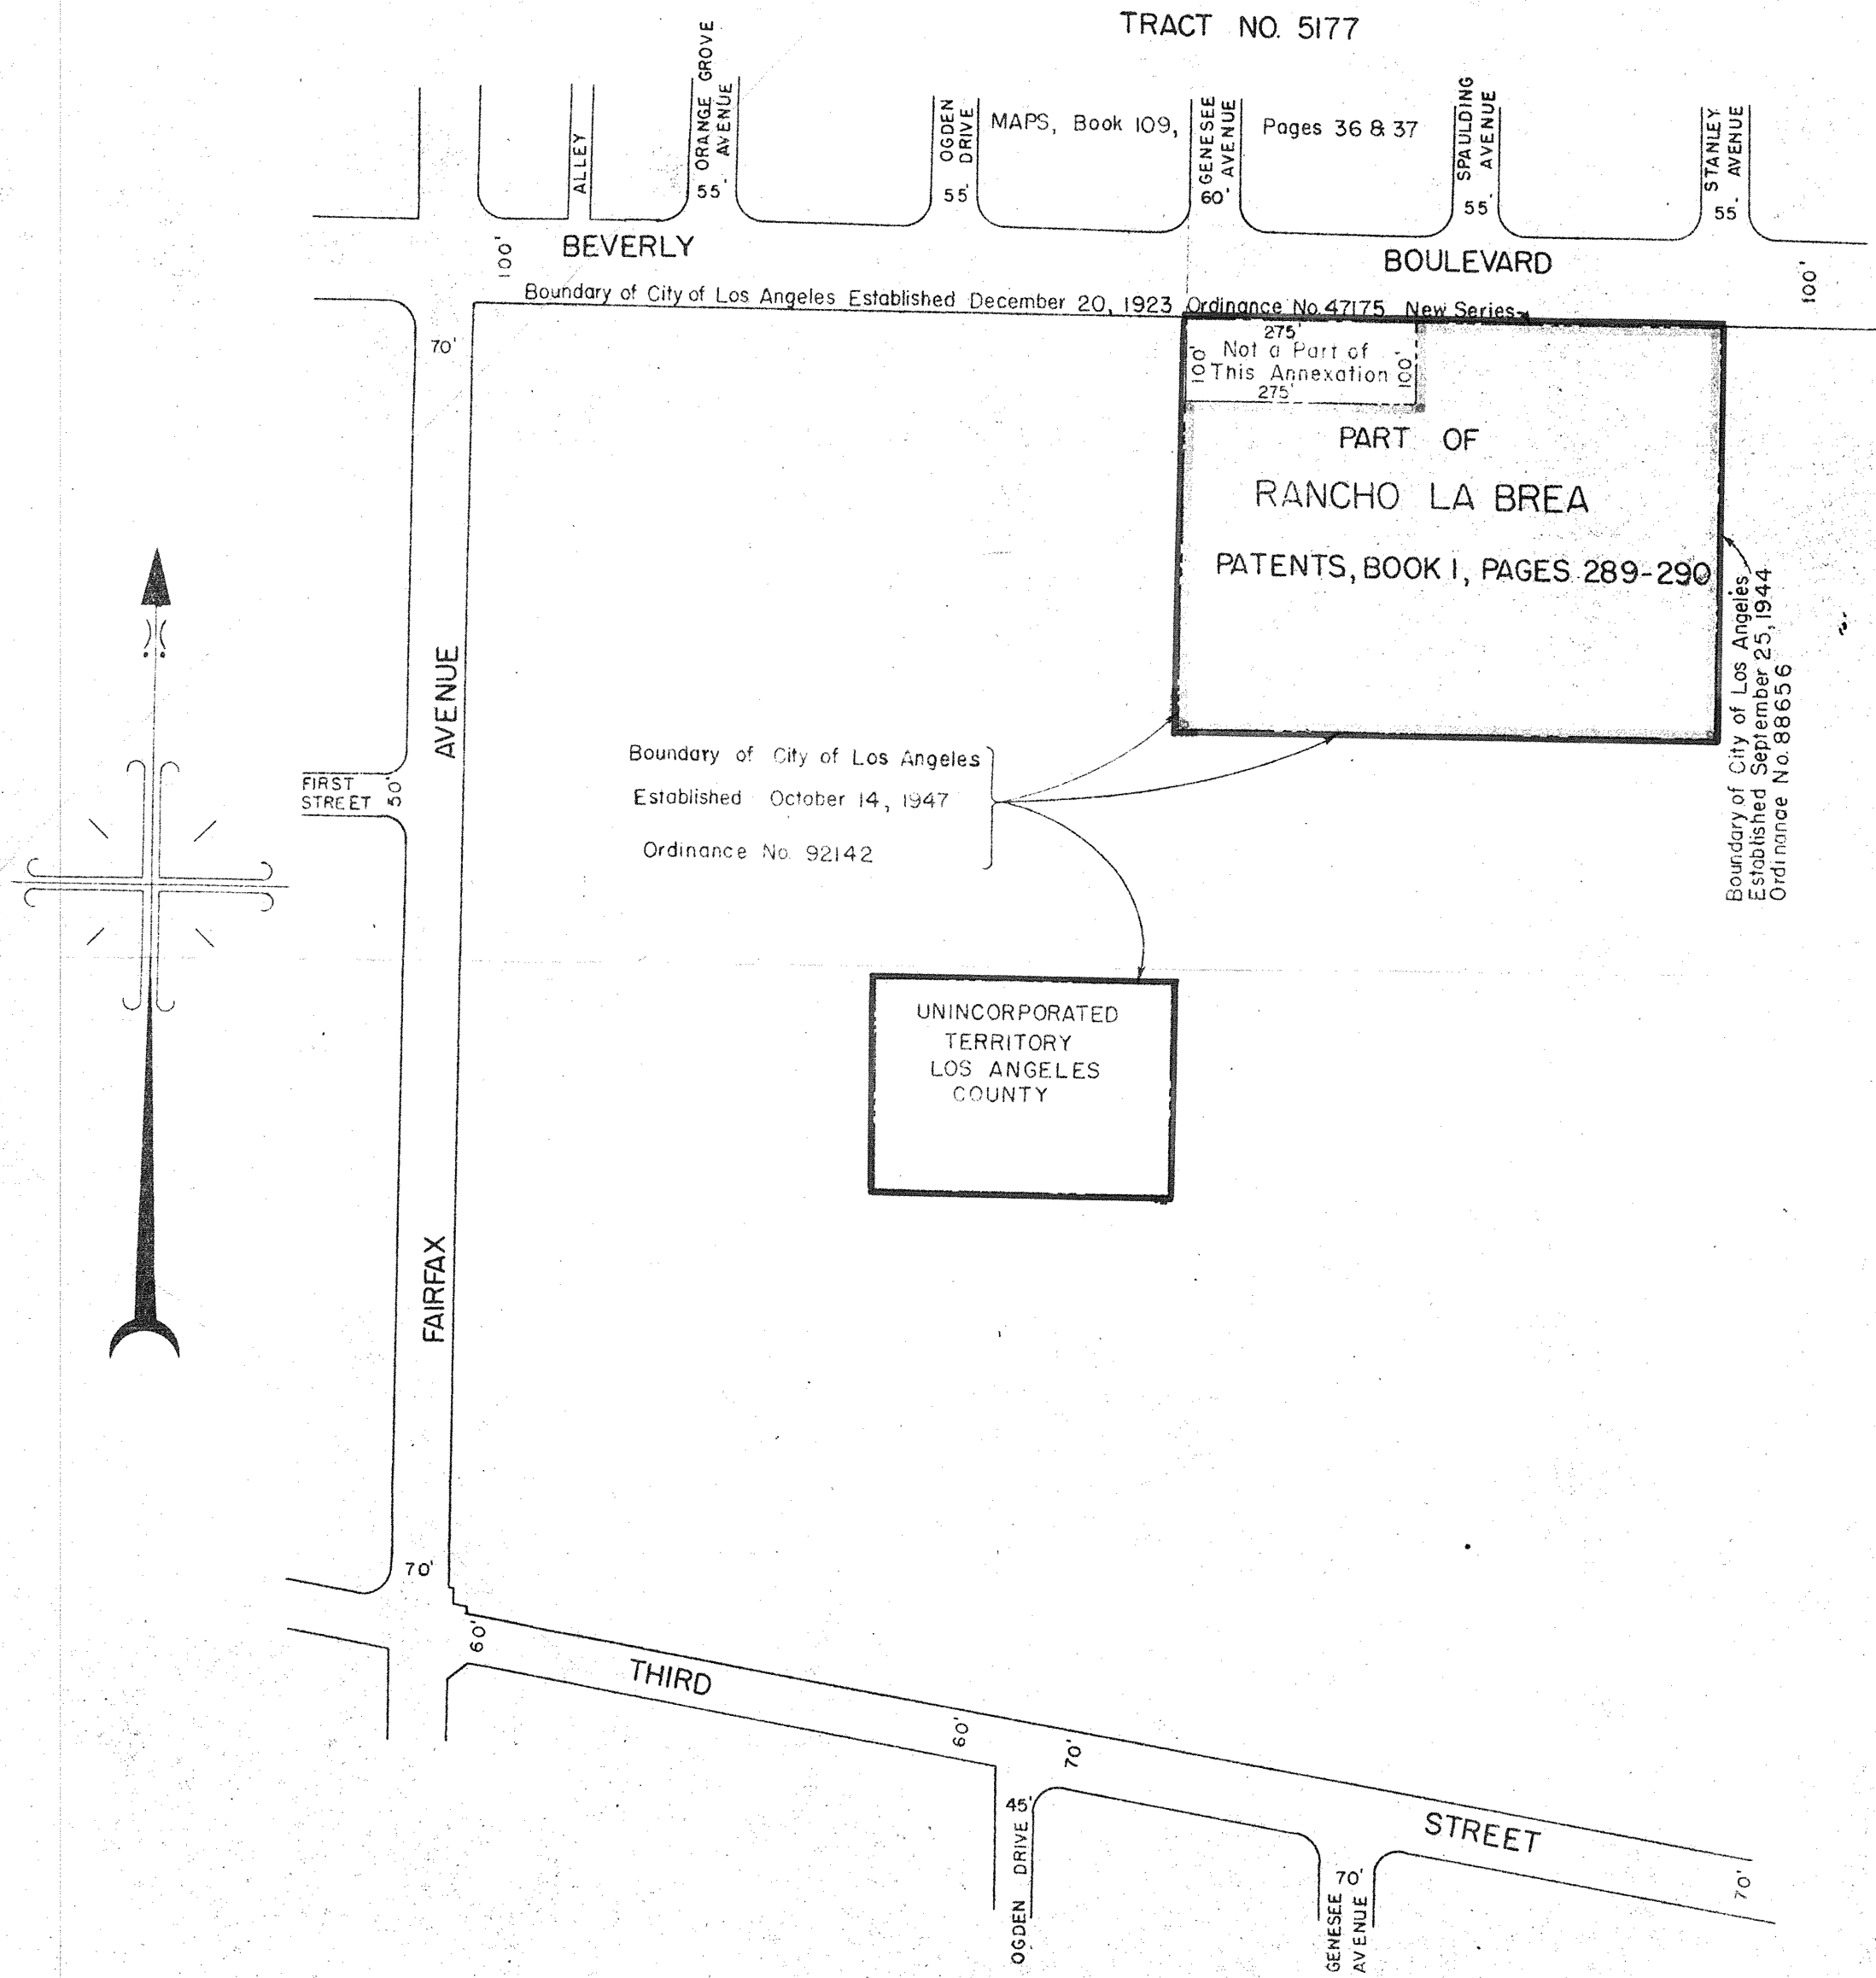 TRACT NO. 5177
ALLEY
55' ORANGE GROVE
AVENUE
55' OGDEN
DRIVE
MAPS, Book 109,
60' GENESEE
AVENUE
Pages 36 & 37
55' SPAULDING
AVENUE
55' STANLEY
AVENUE
100'
BEVERLY
BOULEVARD
100'
Boundary of City of Los Angeles Established December 20, 1923 Ordinance No. 47175 New Series
70'
275'
100'
Not a Part of
This Annexation
100'
275'
PART OF
RANCHO LA BREA
PATENTS, BOOK 1, PAGES 289-290
Boundary of City of Los Angeles
Established September 25, 1944
Ordinanae No. 88656
AVENUE
Boundary of City of Los Angeles
Established October 14, 1947
Ordinance No. 92142
FIRST
STREET 50'
UNINCORPORATED
TERRITORY
LOS ANGELES
COUNTY
FAIRFAX
70'
60'
THIRD
60'
70'
STREET
45'
OGDEN DRIVE
70'
GENESEE
AVENUE
70'